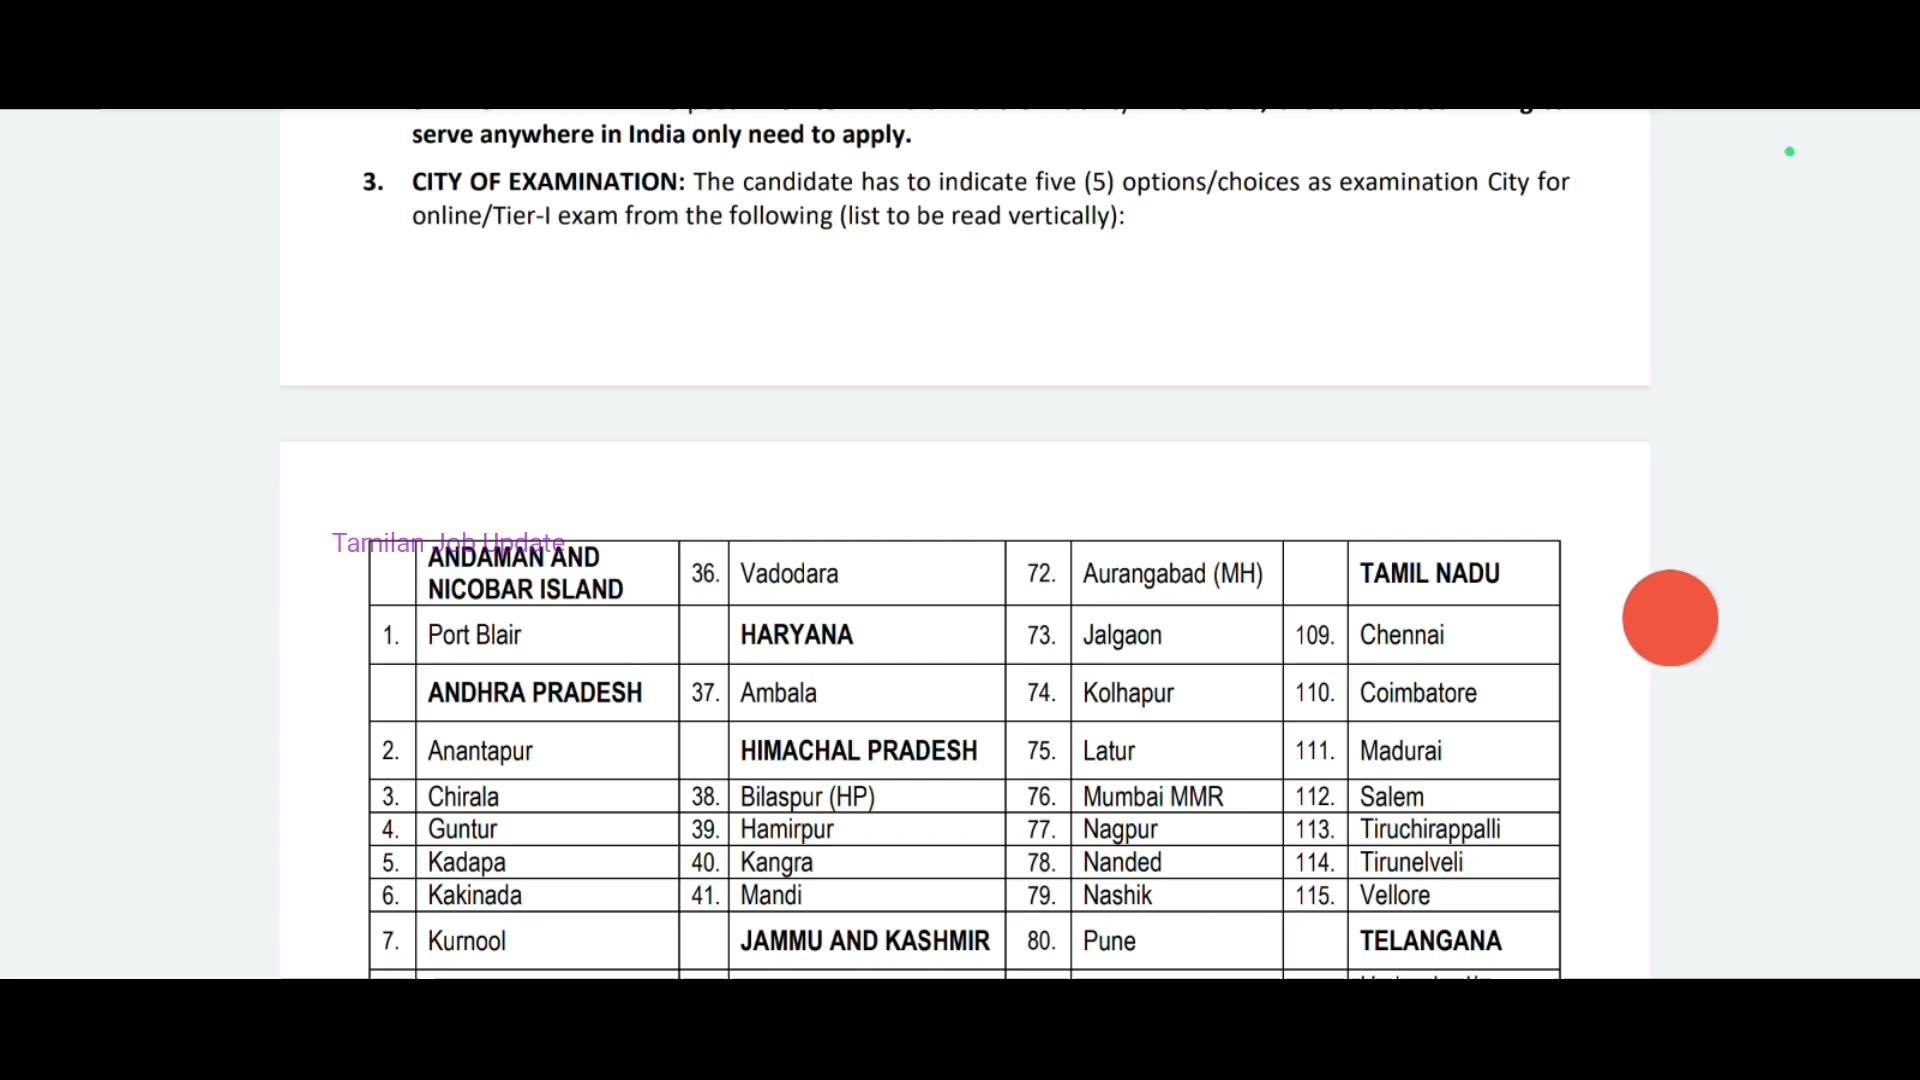 serve anywhere in India only need to apply.
3. CITY OF EXAMINATION: The candidate has to indicate five (5) options/choices as examination City for
online/Tier-I exam from the following (list to be read vertically):
Tamilan Job Update
ANDAMAN AND NICOBAR ISLAND 36. Vadodara 72. Aurangabad (MH) TAMIL NADU
1. Port Blair HARYANA 73. Jalgaon 109. Chennai
ANDHRA PRADESH 37. Ambala 74. Kolhapur 110. Coimbatore
2. Anantapur HIMACHAL PRADESH 75. Latur 111. Madurai
3. Chirala 38. Bilaspur (HP) 76. Mumbai MMR 112. Salem
4. Guntur 39. Hamirpur 77. Nagpur 113. Tiruchirappalli
5. Kadapa 40. Kangra 78. Nanded 114. Tirunelveli
6. Kakinada 41. Mandi 79. Nashik 115. Vellore
7. Kurnool JAMMU AND KASHMIR 80. Pune TELANGANA